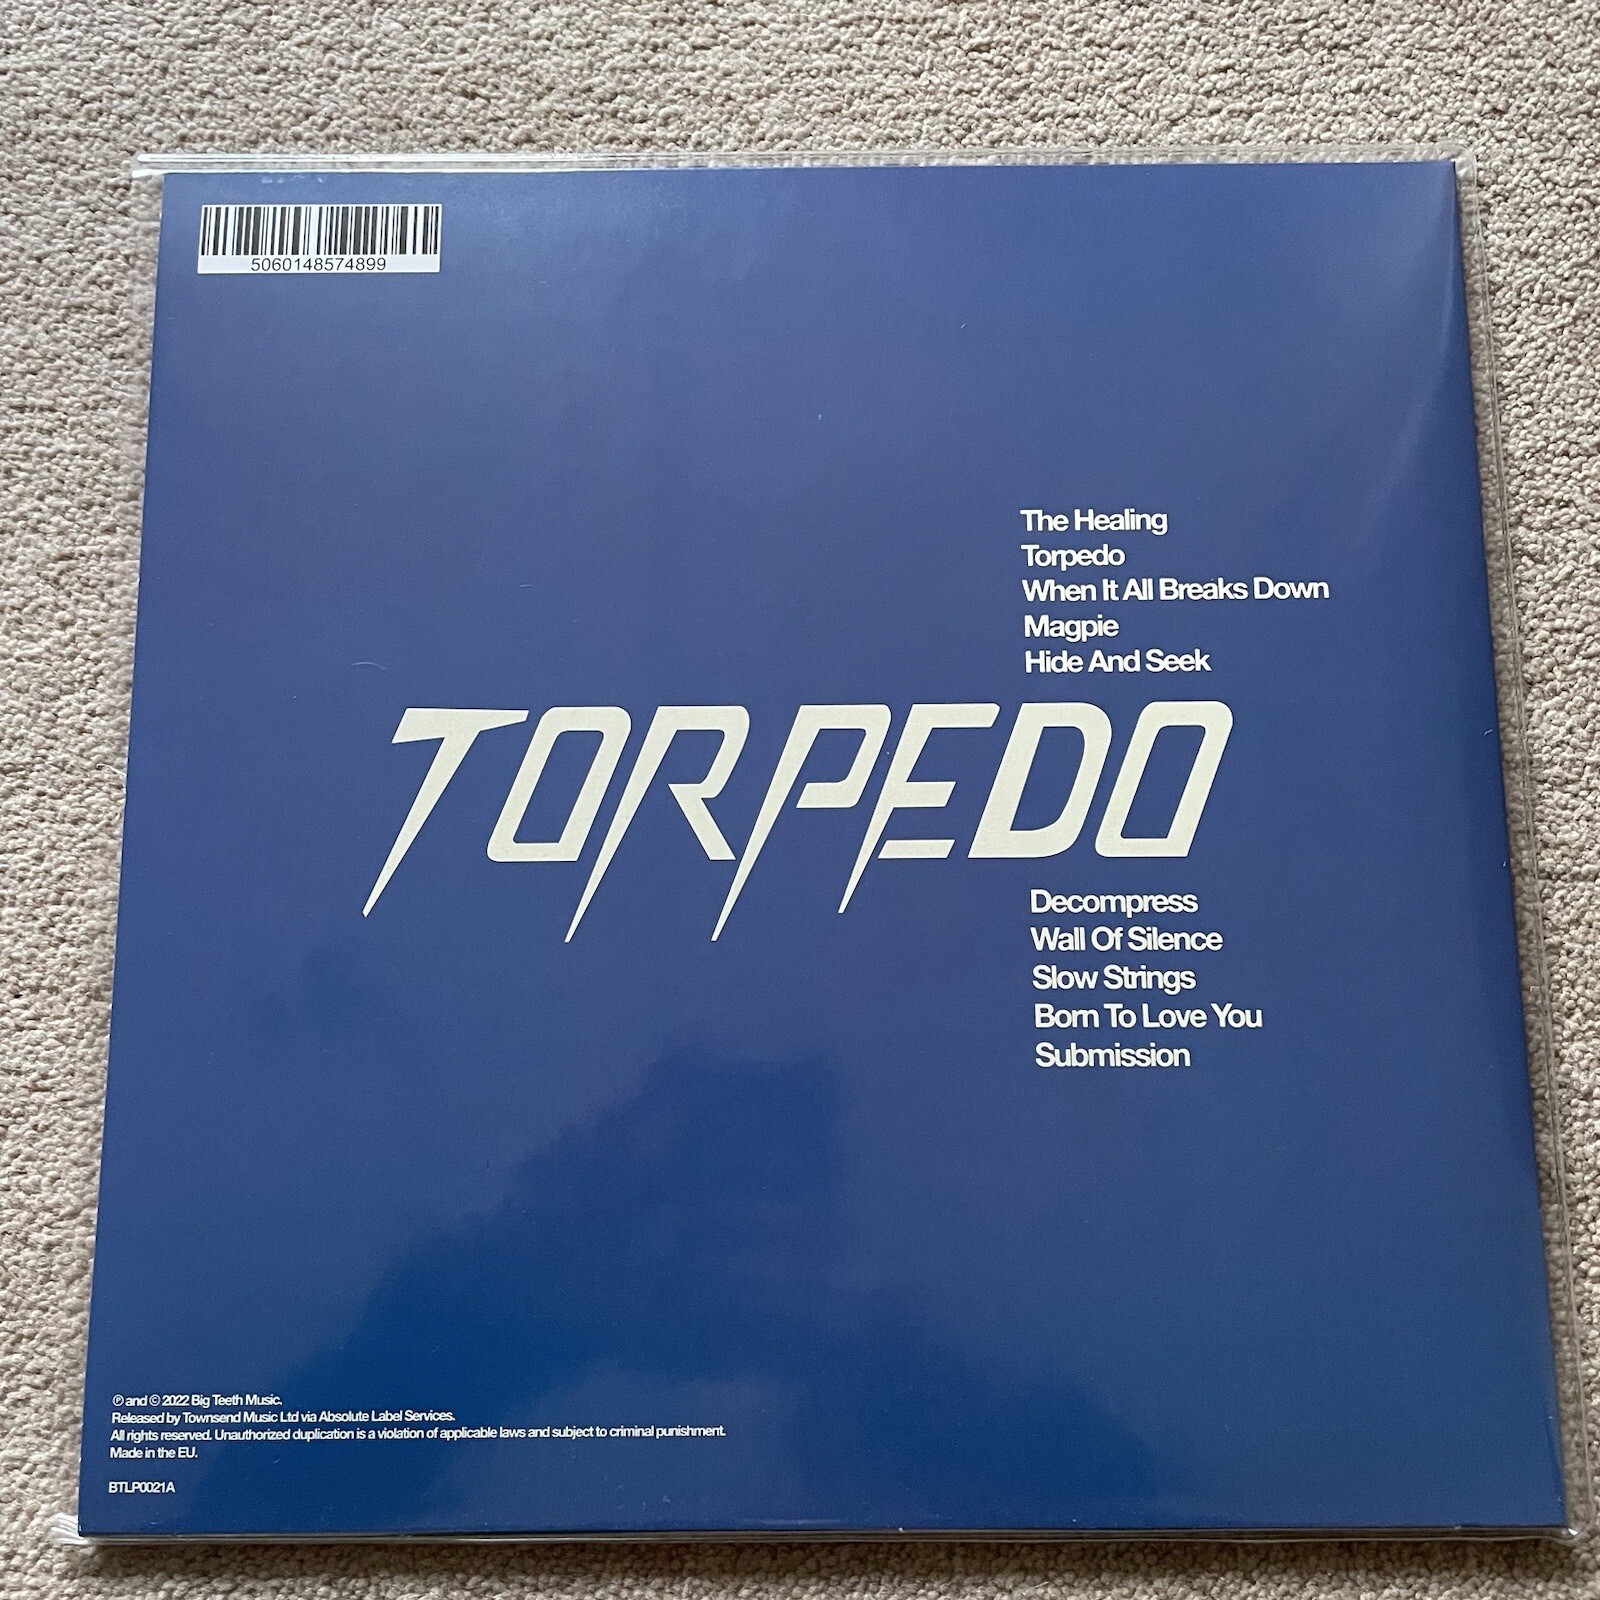 5060148574899
The Healing
Torpedo
When It All Breaks Down
Magpie
Hide And Seek
TORPEDO
Decompress
Wall Of Silence
Slow Strings
Born To Love You
Submission
℗ and © 2022 Big Teeth Music.
Released by Townsend Music Ltd via Absolute Label Services.
All rights reserved. Unauthorized duplication is a violation of applicable laws and subject to criminal punishment.
Made in the EU.
BTLP0021A